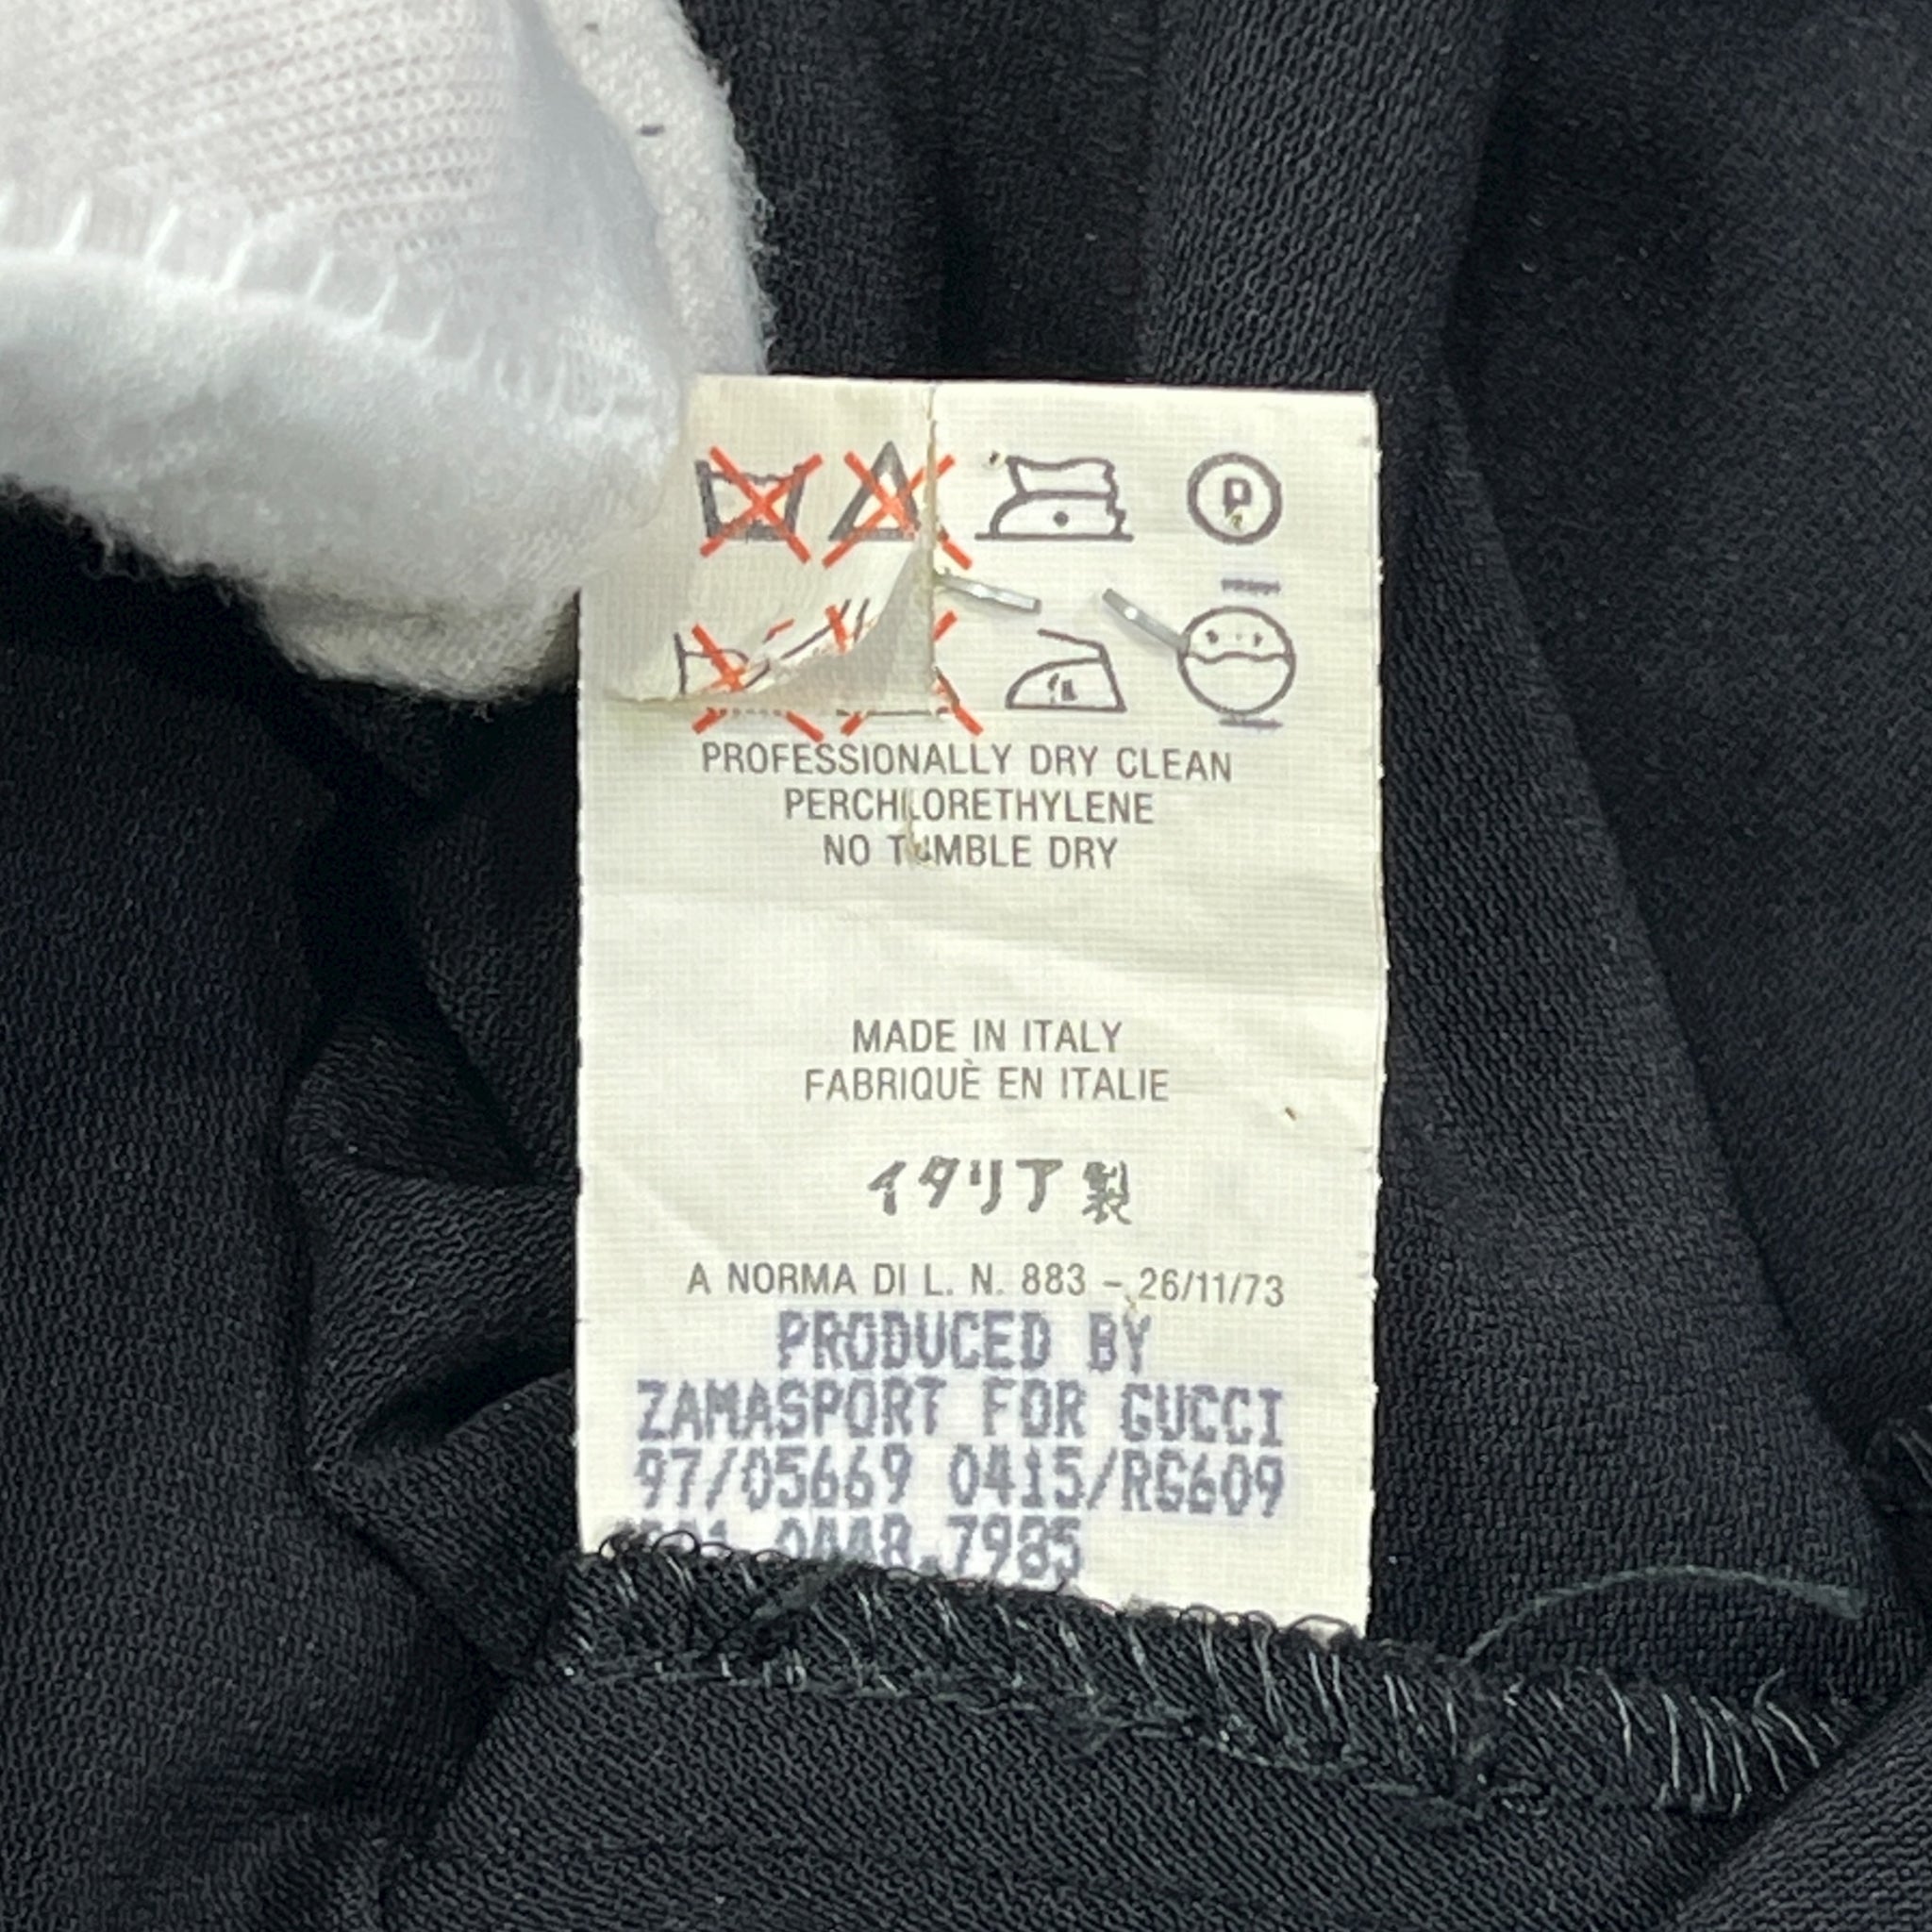 P
PROFESSIONALLY DRY CLEAN
PERCHLORETHYLENE
NO TUMBLE DRY
MADE IN ITALY
FABRIQUÈ EN ITALIE
イタリア製
A NORMA DI L. N. 883 – 26/11/73
PRODUCED BY
ZAMASPORT FOR GUCCI
97/05669 0415/RG609
7985